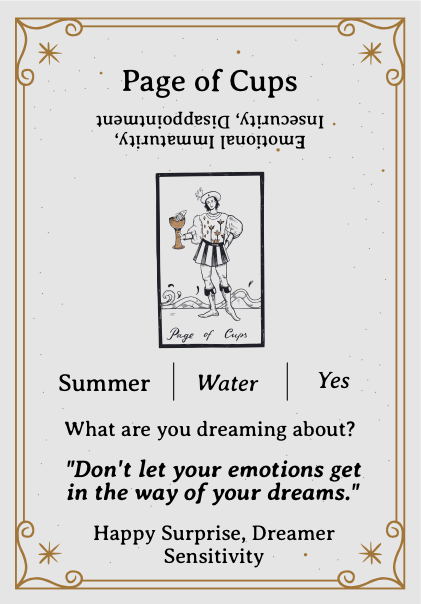 Page of Cups
Emotional Immaturity,
Insecurity, Disappointment
Page of Cups
Summer | Water | Yes
What are you dreaming about?
"Don't let your emotions get
in the way of your dreams."
Happy Surprise, Dreamer
Sensitivity